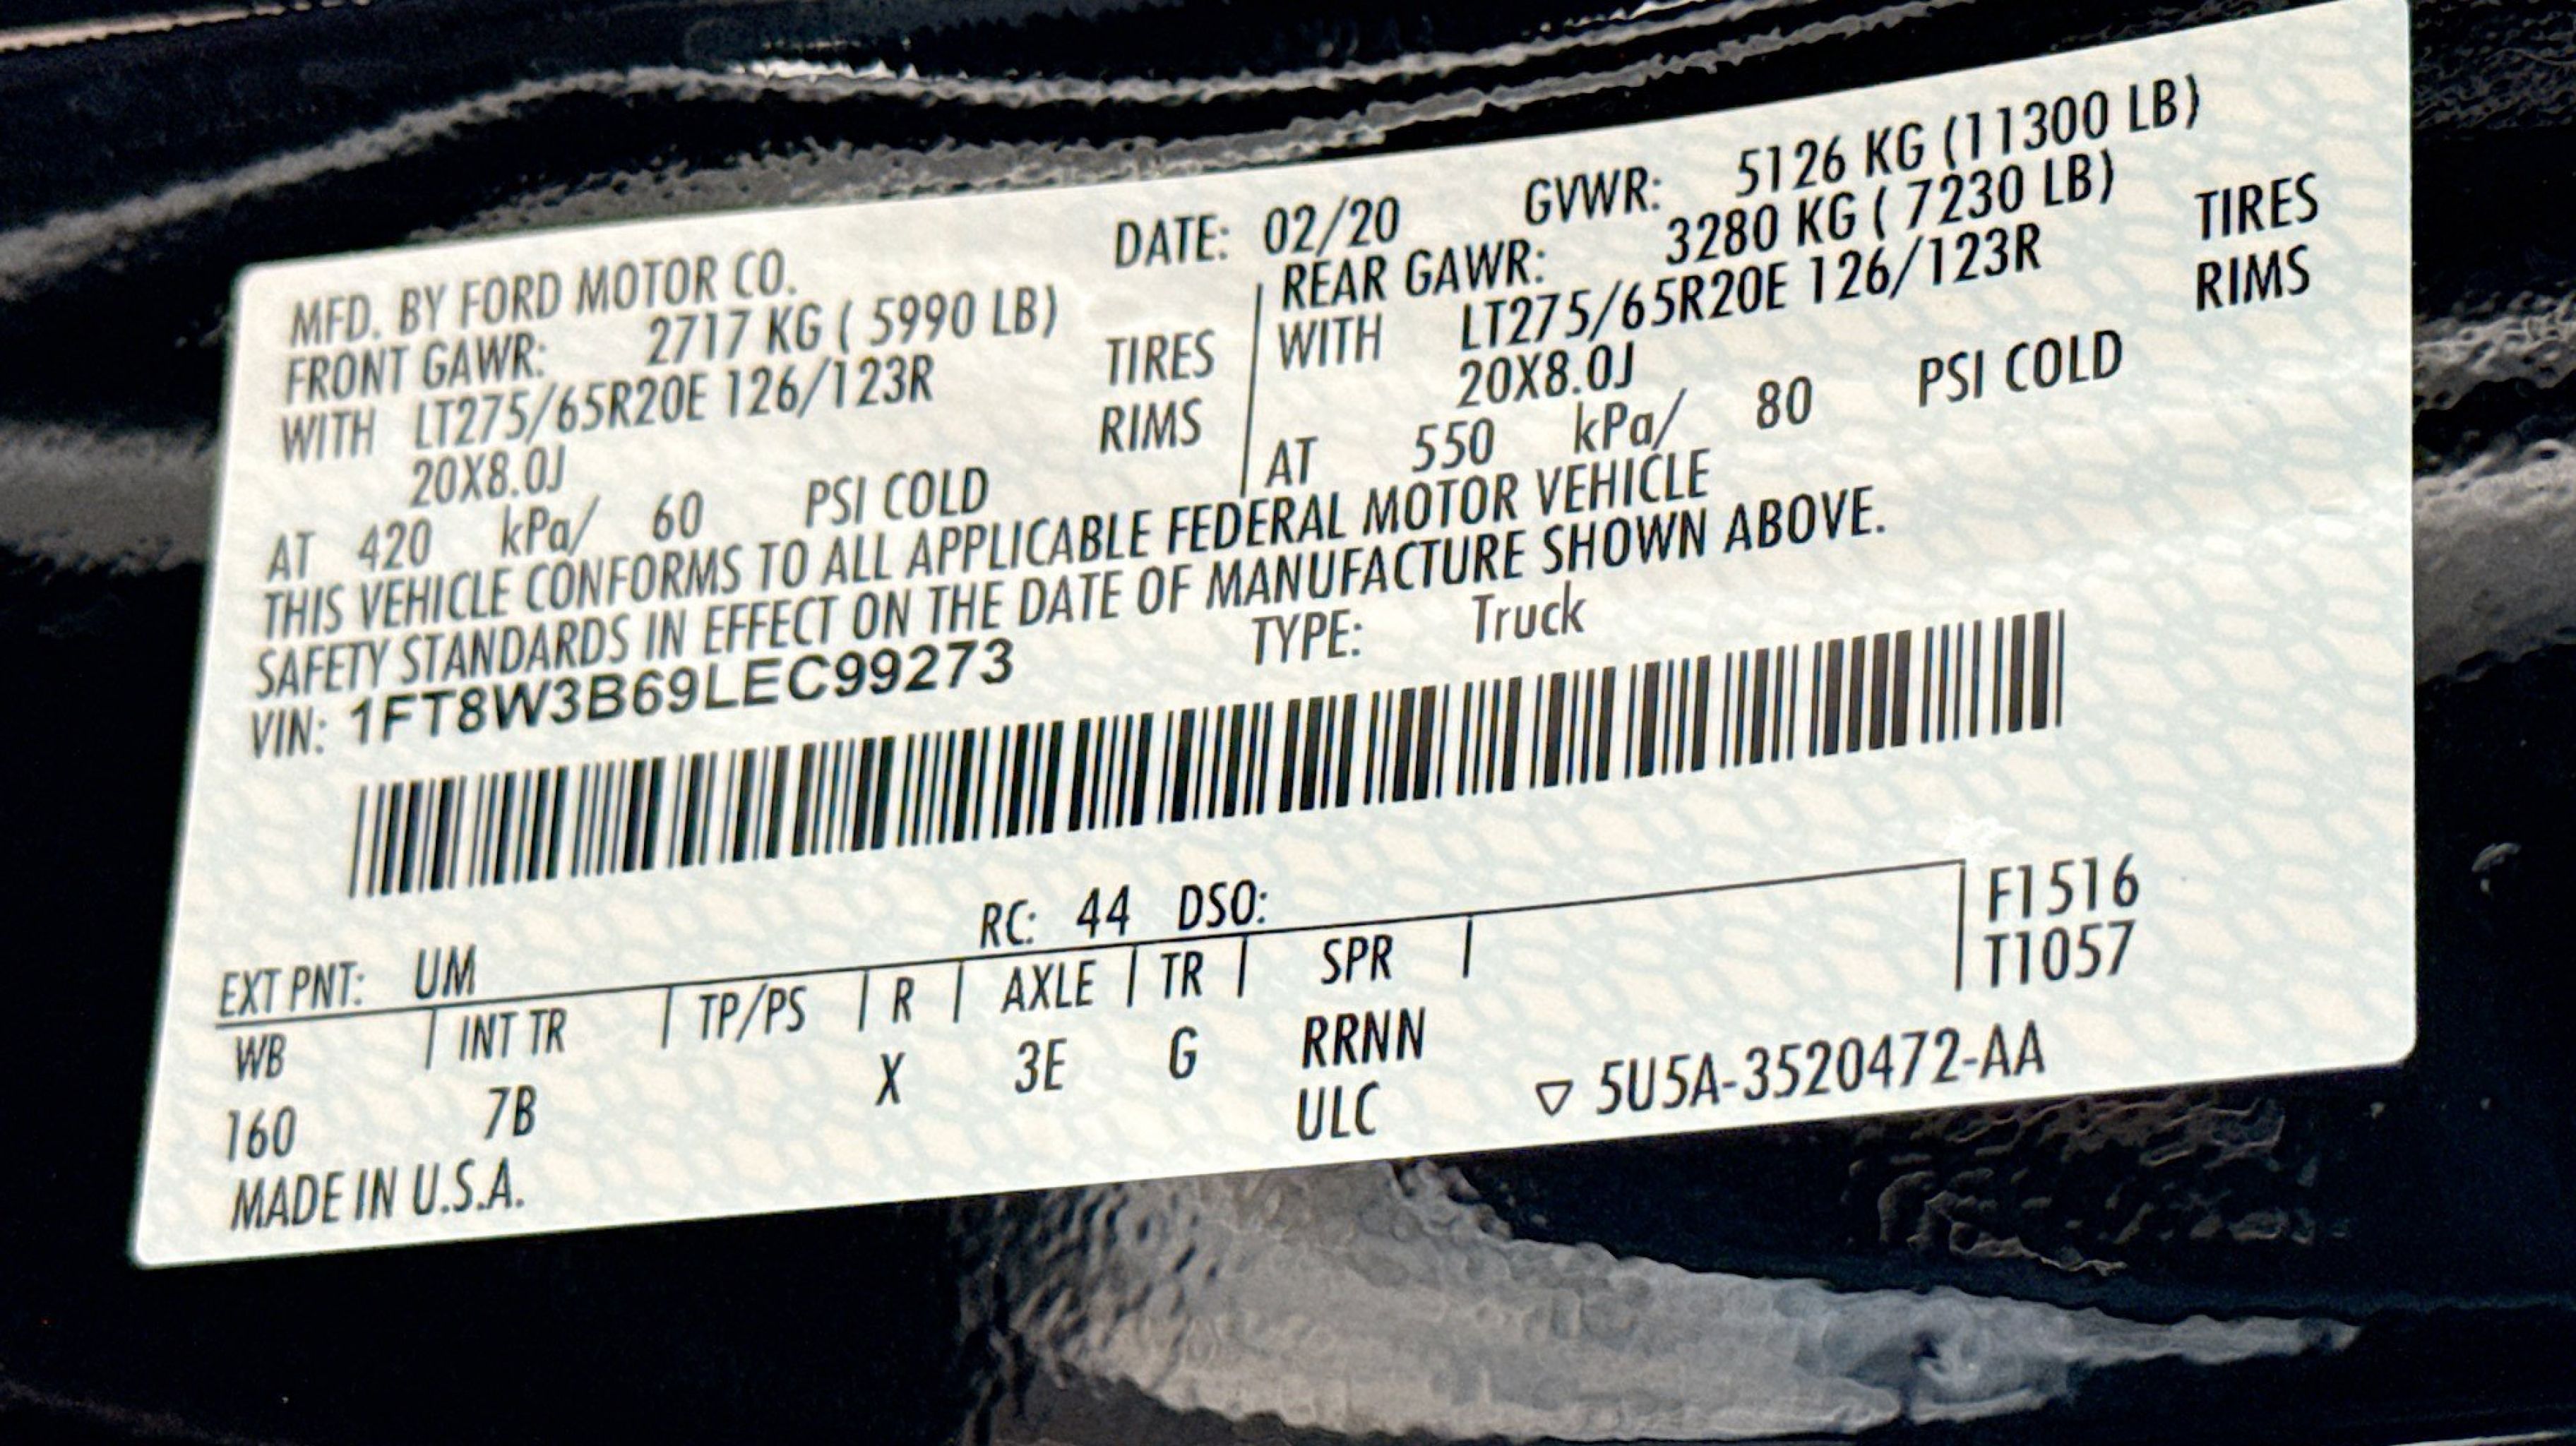 MFD. BY FORD MOTOR CO. DATE: 02/20 GVWR: 5126 KG (11300 LB)
FRONT GAWR: 2717 KG ( 5990 LB) REAR GAWR: 3280 KG ( 7230 LB)
WITH LT275/65R20E 126/123R TIRES WITH LT275/65R20E 126/123R TIRES
20X8.0J RIMS 20X8.0J RIMS
AT 420 kPa/ 60 PSI COLD AT 550 kPa/ 80 PSI COLD
THIS VEHICLE CONFORMS TO ALL APPLICABLE FEDERAL MOTOR VEHICLE
SAFETY STANDARDS IN EFFECT ON THE DATE OF MANUFACTURE SHOWN ABOVE.
VIN: 1FT8W3B69LEC99273 TYPE: Truck
EXT PNT: UM RC: 44 DSO: F1516
WB INT TR TP/PS R AXLE TR SPR T1057
160 7B X 3E G RRNN
ULC ▽ 5U5A-3520472-AA
MADE IN U.S.A.